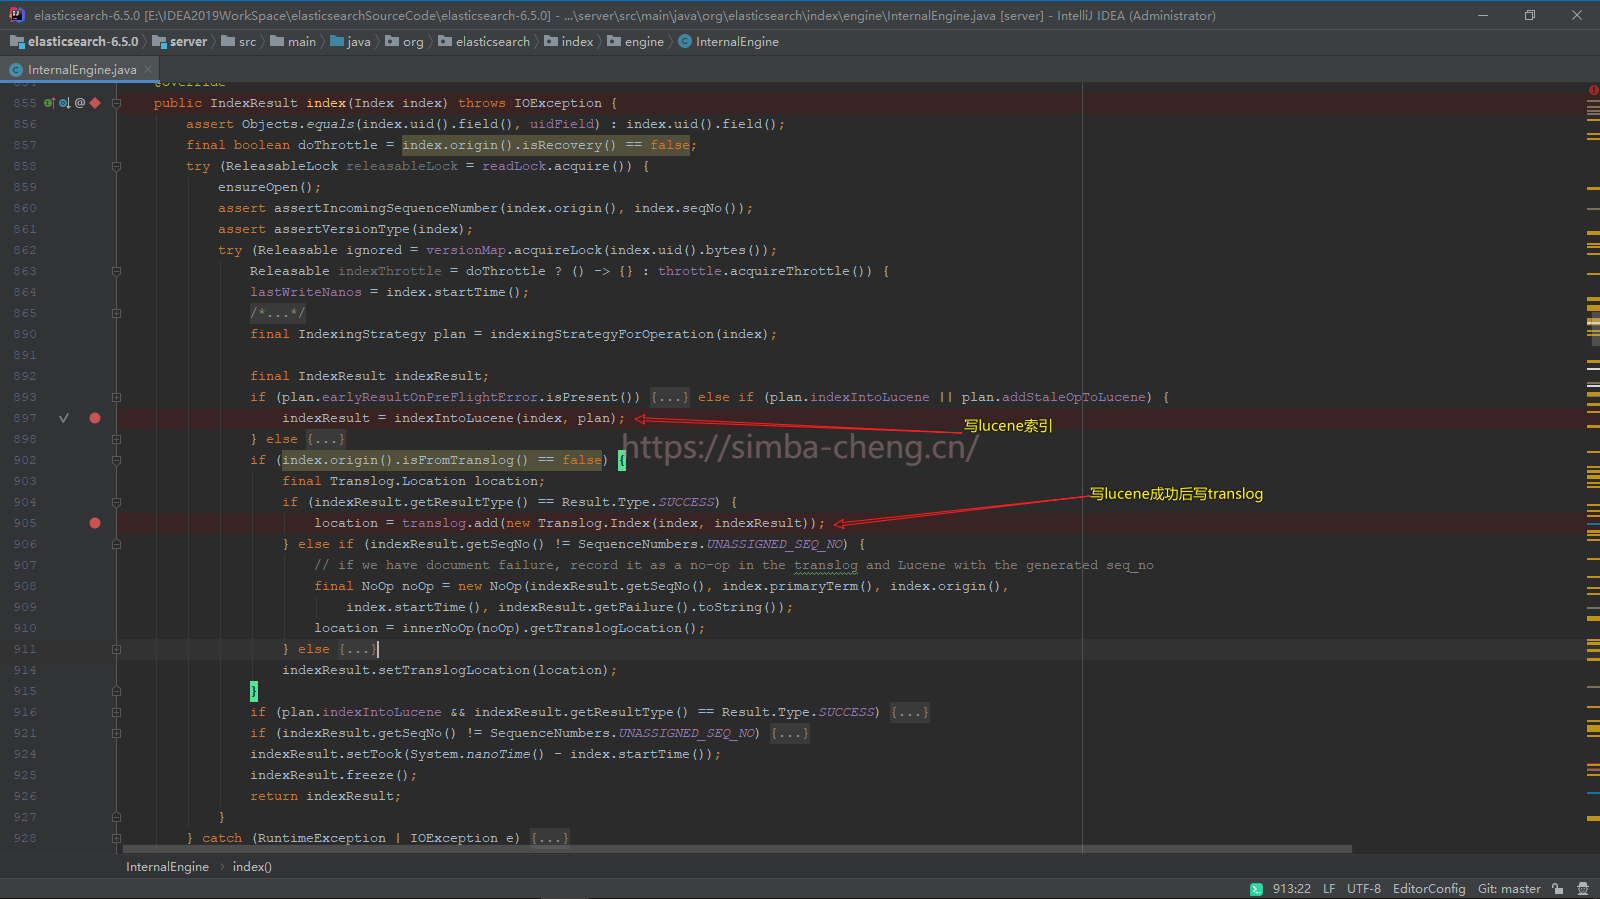 elasticsearch-6.5.0 [E:\IDEA2019WorkSpace\elasticsearchSourceCode\elasticsearch-6.5.0] - ...\server\src\main\java\org\elasticsearch\index\engine\InternalEngine.java [server] - IntelliJ IDEA (Administrator)
elasticsearch-6.5.0 server src main java org elasticsearch index engine InternalEngine
InternalEngine.java
854 @Override
855 public IndexResult index(Index index) throws IOException {
856 assert Objects.equals(index.uid().field(), uidField) : index.uid().field();
857 final boolean doThrottle = index.origin().isRecovery() == false;
858 try (ReleasableLock releasableLock = readLock.acquire()) {
859 ensureOpen();
860 assert assertIncomingSequenceNumber(index.origin(), index.seqNo());
861 assert assertVersionType(index);
862 try (Releasable ignored = versionMap.acquireLock(index.uid().bytes());
863 Releasable indexThrottle = doThrottle ? () -> {} : throttle.acquireThrottle()) {
864 lastWriteNanos = index.startTime();
865 /*...*/
890 final IndexingStrategy plan = indexingStrategyForOperation(index);
891
892 final IndexResult indexResult;
893 if (plan.earlyResultOnPreFlightError.isPresent()) {...} else if (plan.indexIntoLucene || plan.addStaleOpToLucene) {
897 indexResult = indexIntoLucene(index, plan);
写lucene索引
898 } else {...}
https://simba-cheng.cn/
902 if (index.origin().isFromTranslog() == false) {
903 final Translog.Location location;
904 if (indexResult.getResultType() == Result.Type.SUCCESS) {
写lucene成功后写translog
905 location = translog.add(new Translog.Index(index, indexResult));
906 } else if (indexResult.getSeqNo() != SequenceNumbers.UNASSIGNED_SEQ_NO) {
907 // if we have document failure, record it as a no-op in the translog and Lucene with the generated seq_no
908 final NoOp noOp = new NoOp(indexResult.getSeqNo(), index.primaryTerm(), index.origin(),
909 index.startTime(), indexResult.getFailure().toString());
910 location = innerNoOp(noOp).getTranslogLocation();
911 } else {...}
914 indexResult.setTranslogLocation(location);
915 }
916 if (plan.indexIntoLucene && indexResult.getResultType() == Result.Type.SUCCESS) {...}
921 if (indexResult.getSeqNo() != SequenceNumbers.UNASSIGNED_SEQ_NO) {...}
924 indexResult.setTook(System.nanoTime() - index.startTime());
925 indexResult.freeze();
926 return indexResult;
927 }
928 } catch (RuntimeException | IOException e) {...}
InternalEngine index()
913:22 LF UTF-8 EditorConfig Git: master